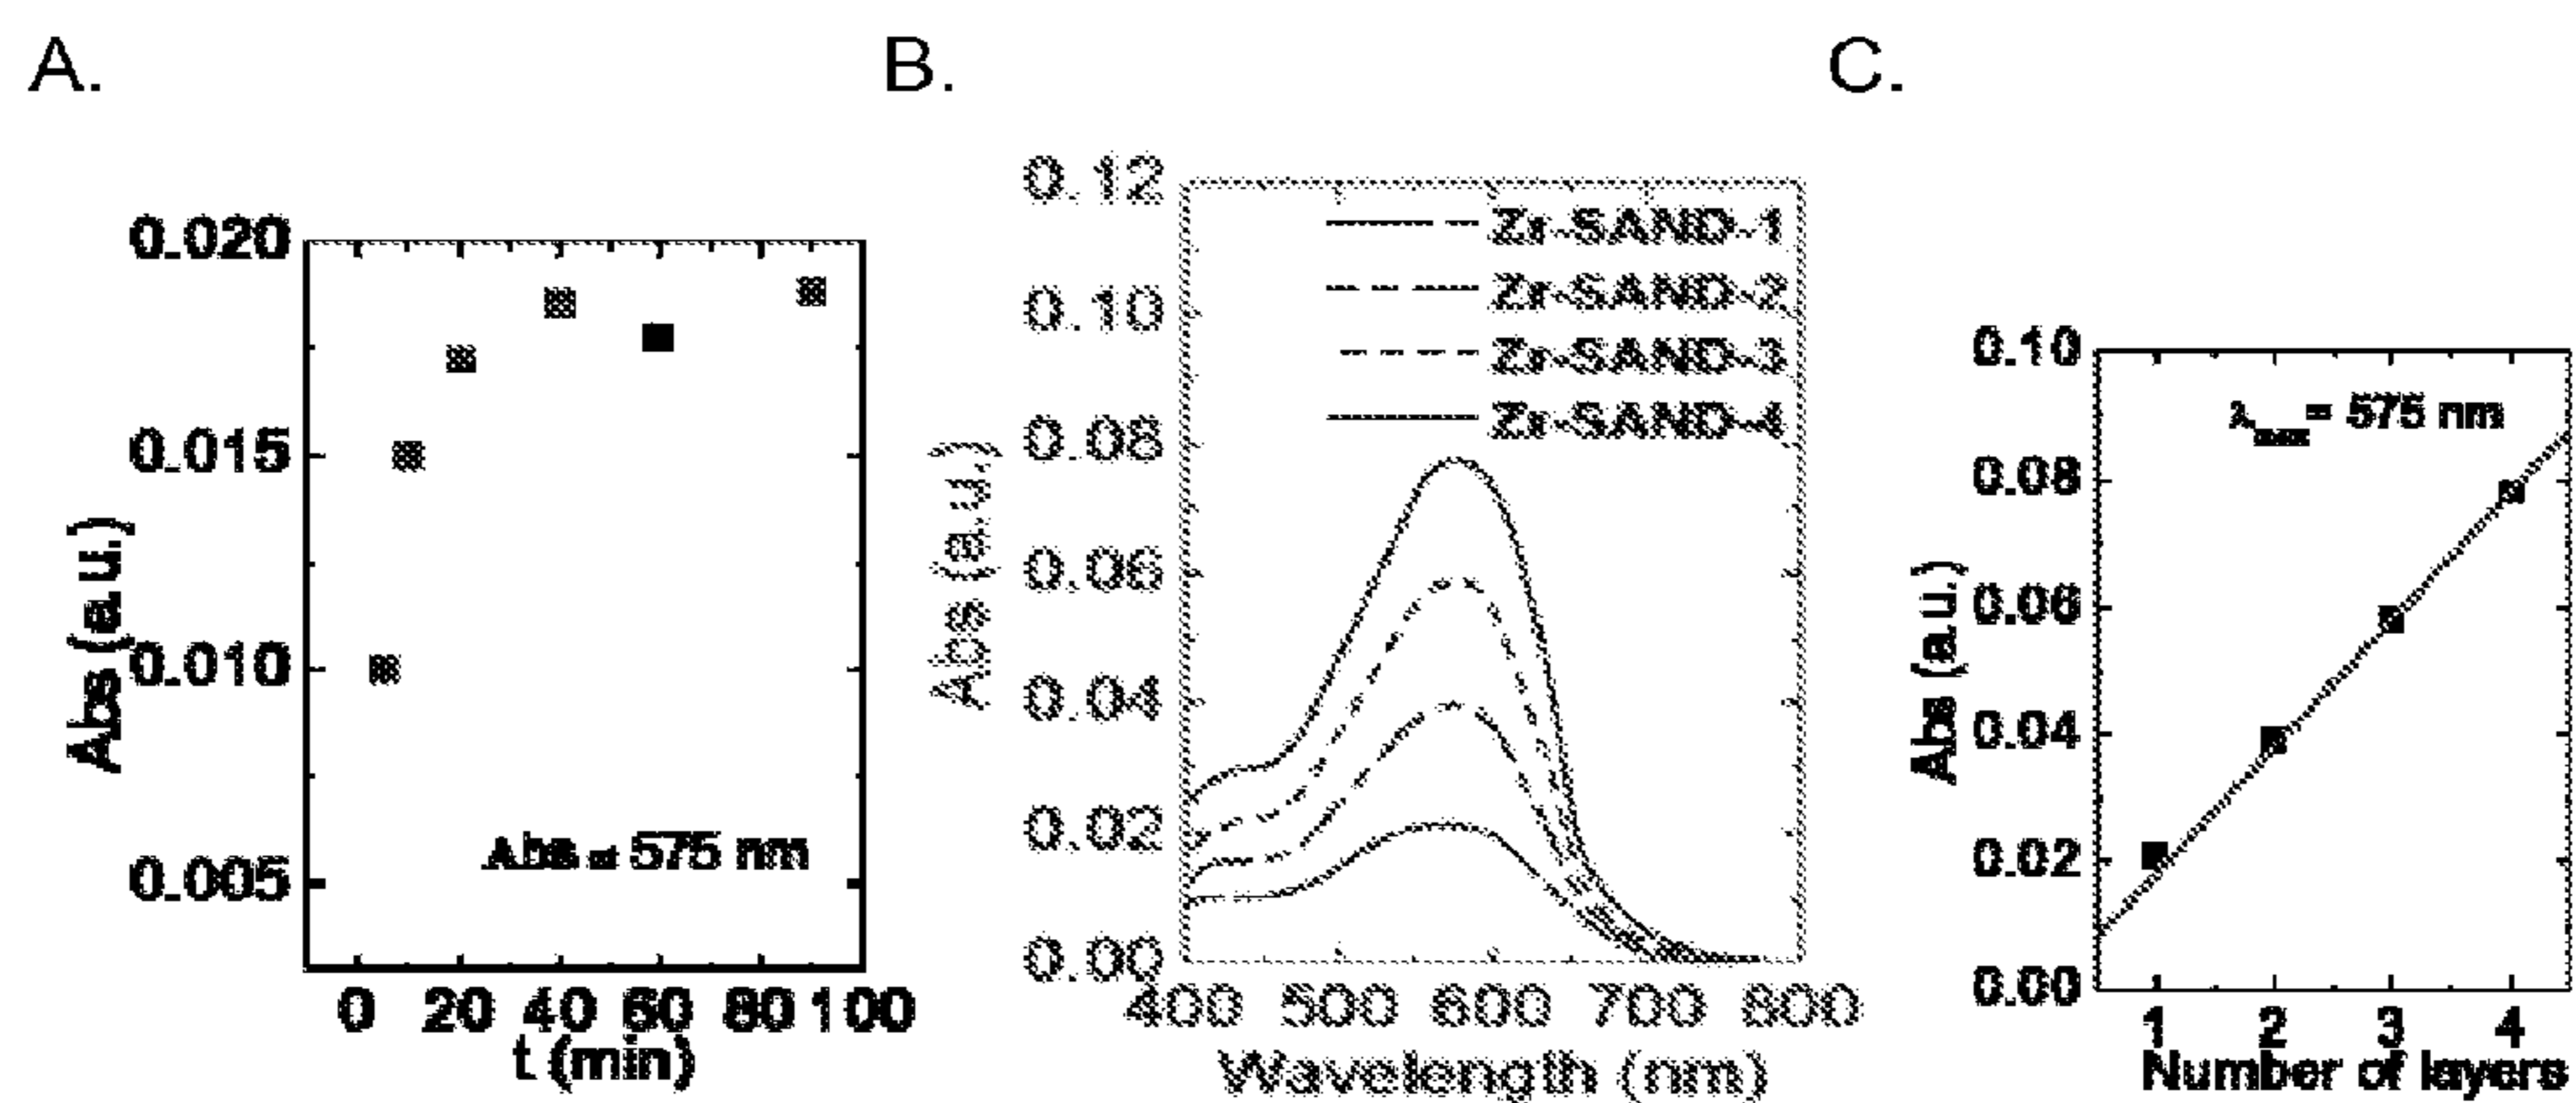 A.
0.020
0.015
0.010
0.005
Abs (a.u.)
Abs = 575 nm
0 20 40 60 80 100
t (min)
B.
0.12
0.10
0.08
0.06
0.04
0.02
0.00
Abs (a.u.)
Zr-SAND-1
Zr-SAND-2
Zr-SAND-3
Zr-SAND-4
400 500 600 700 800
Wavelength (nm)
C.
0.10
0.08
0.06
0.04
0.02
0.00
Abs (a.u.)
λ = 575 nm
1 2 3 4
Number of layers